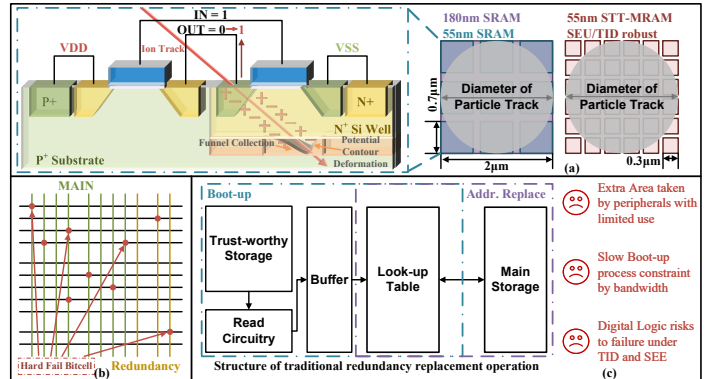 IN = 1
OUT = 0→1
Ion Track
VDD
VSS
P+
N+
N+ Si Well
P+ Substrate
Funnel Collection
Potential
Contour
Deformation
180nm SRAM
55nm SRAM
55nm STT-MRAM
SEU/TID robust
Diameter of
Particle Track
Diameter of
Particle Track
0.7μm
2μm
0.3μm
(a)
MAIN
Hard Fail Bitcell
Redundancy
(b)
Boot-up
Addr. Replace
Trust-worthy
Storage
Read
Circuitry
Buffer
Look-up
Table
Main
Storage
Structure of traditional redundancy replacement operation
Extra Area taken
by peripherals with
limited use
Slow Boot-up
process constraint
by bandwidth
Digital Logic risks
to failure under
TID and SEE
(c)